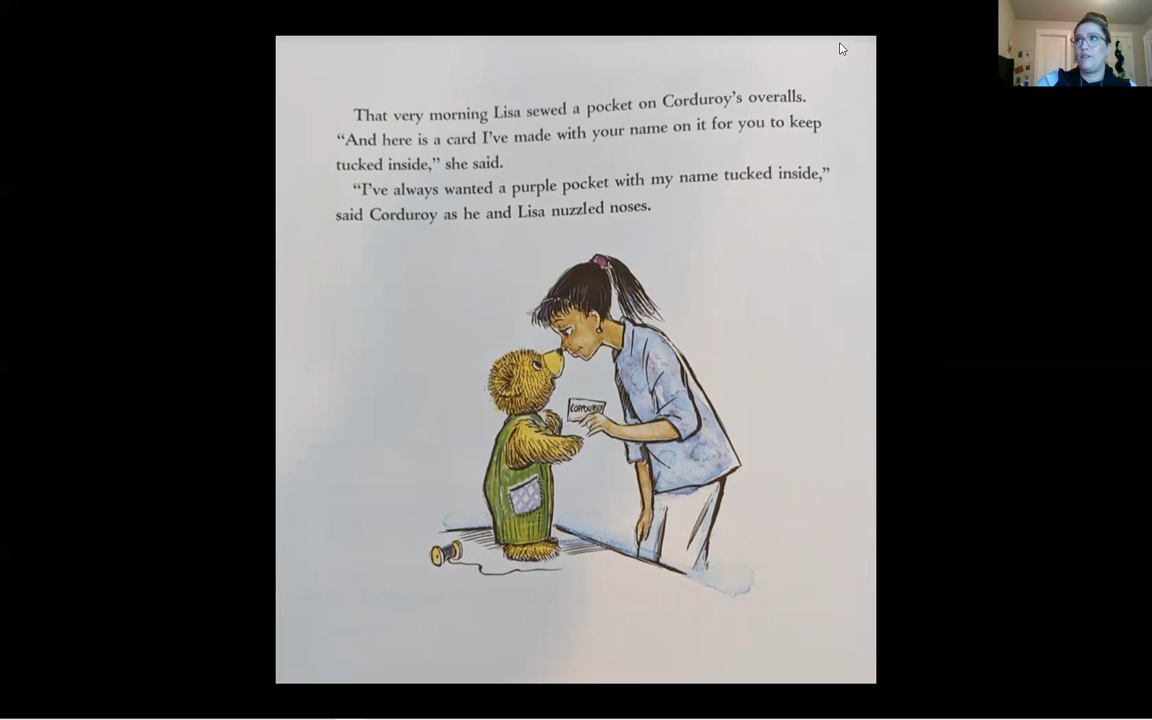 That very morning Lisa sewed a pocket on Corduroy's overalls.
“And here is a card I've made with your name on it for you to keep
tucked inside,” she said.
“I've always wanted a purple pocket with my name tucked inside,”
said Corduroy as he and Lisa nuzzled noses.
CORDUROY